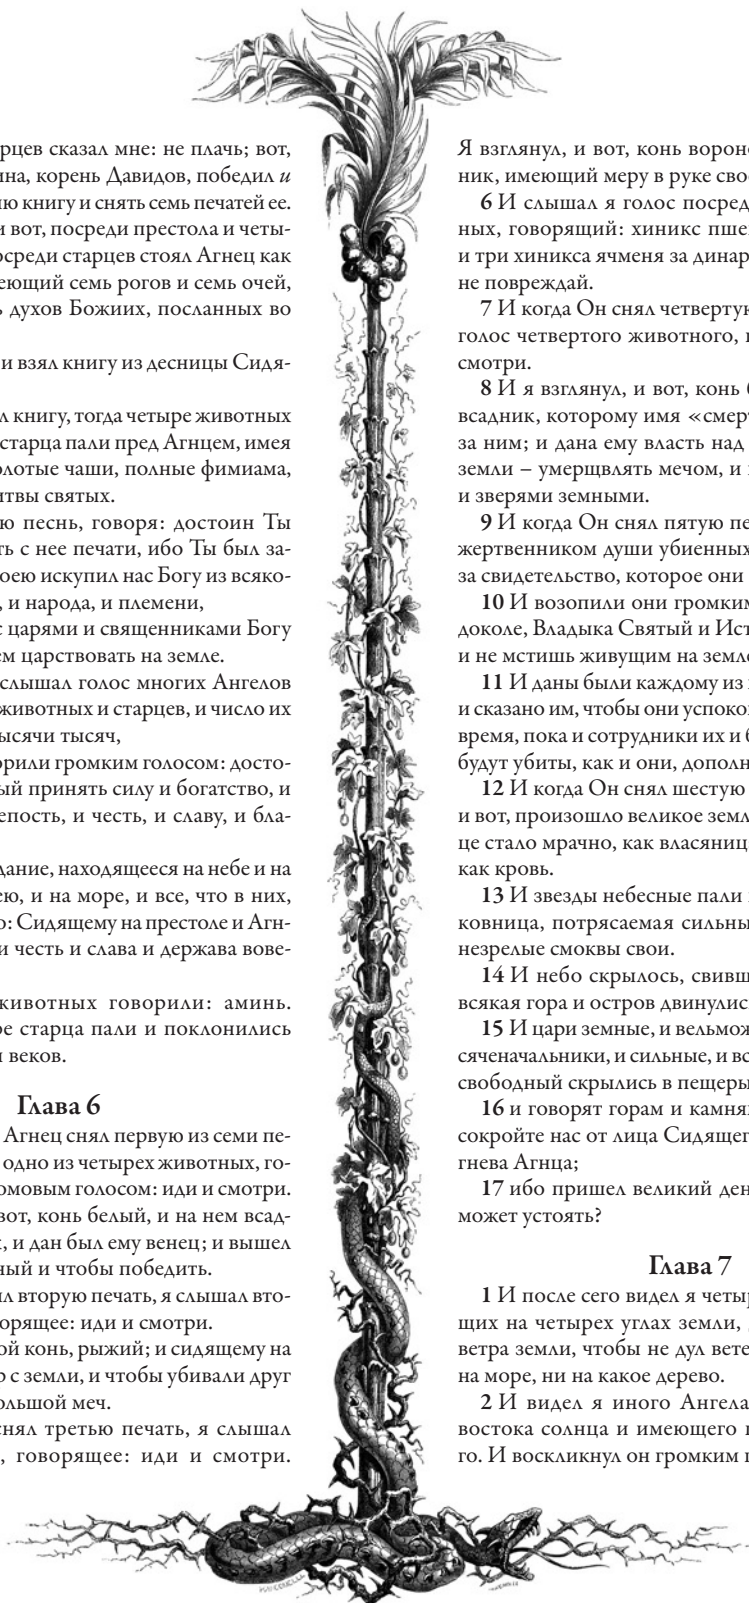 рцев сказал мне: не плачь; вот,
ина, корень Давидов, победил и
ю книгу и снять семь печатей ее.
и вот, посреди престола и четы-
осреди старцев стоял Агнец как
еющий семь рогов и семь очей,
ь духов Божиих, посланных во
и взял книгу из десницы Сидя-
л книгу, тогда четыре животных
старца пали пред Агнцем, имея
олотые чаши, полные фимиама,
итвы святых.
ю песнь, говоря: достоин Ты
ть с нее печати, ибо Ты был за-
оею искупил нас Богу из всяко-
, и народа, и племени,
с царями и священниками Богу
ем царствовать на земле.
слышал голос многих Ангелов
животных и старцев, и число их
ысячи тысяч,
орили громким голосом: досто-
ый принять силу и богатство, и
епость, и честь, и славу, и бла-
дание, находящееся на небе и на
ею, и на море, и все, что в них,
о: Сидящему на престоле и Агн-
и честь и слава и держава вове-
животных говорили: аминь.
ре старца пали и поклонились
и веков.
Глава 6
Агнец снял первую из семи пе-
одно из четырех животных, го-
омовым голосом: иди и смотри.
вот, конь белый, и на нем всад-
к, и дан был ему венец; и вышел
ный и чтобы победить.
ял вторую печать, я слышал вто-
орящее: иди и смотри.
ой конь, рыжий; и сидящему на
р с земли, и чтобы убивали друг
ольшой меч.
снял третью печать, я слышал
, говорящее: иди и смотри.
Я взглянул, и вот, конь ворон
ник, имеющий меру в руке сво
6 И слышал я голос посред
ных, говорящий: хиникс пше
и три хиникса ячменя за динар
не повреждай.
7 И когда Он снял четвертую
голос четвертого животного,
смотри.
8 И я взглянул, и вот, конь
всадник, которому имя «смерт
за ним; и дана ему власть над
земли – умерщвлять мечом, и
и зверями земными.
9 И когда Он снял пятую пе
жертвенником души убиенных
за свидетельство, которое они
10 И возопили они громким
доколе, Владыка Святый и Ист
и не мстишь живущим на земле
11 И даны были каждому из
и сказано им, чтобы они успоко
время, пока и сотрудники их и б
будут убиты, как и они, дополн
12 И когда Он снял шестую
и вот, произошло великое земл
це стало мрачно, как власяниц
как кровь.
13 И звезды небесные пали
ковница, потрясаемая сильны
незрелые смоквы свои.
14 И небо скрылось, свивш
всякая гора и остров двинулис
15 И цари земные, и вельмож
сяченачальники, и сильные, и вс
свободный скрылись в пещеры
16 и говорят горам и камня
сокройте нас от лица Сидящег
гнева Агнца;
17 ибо пришел великий ден
может устоять?
Глава 7
1 И после сего видел я четыр
щих на четырех углах земли,
ветра земли, чтобы не дул вете
на море, ни на какое дерево.
2 И видел я иного Ангела
востока солнца и имеющего
го. И воскликнул он громким